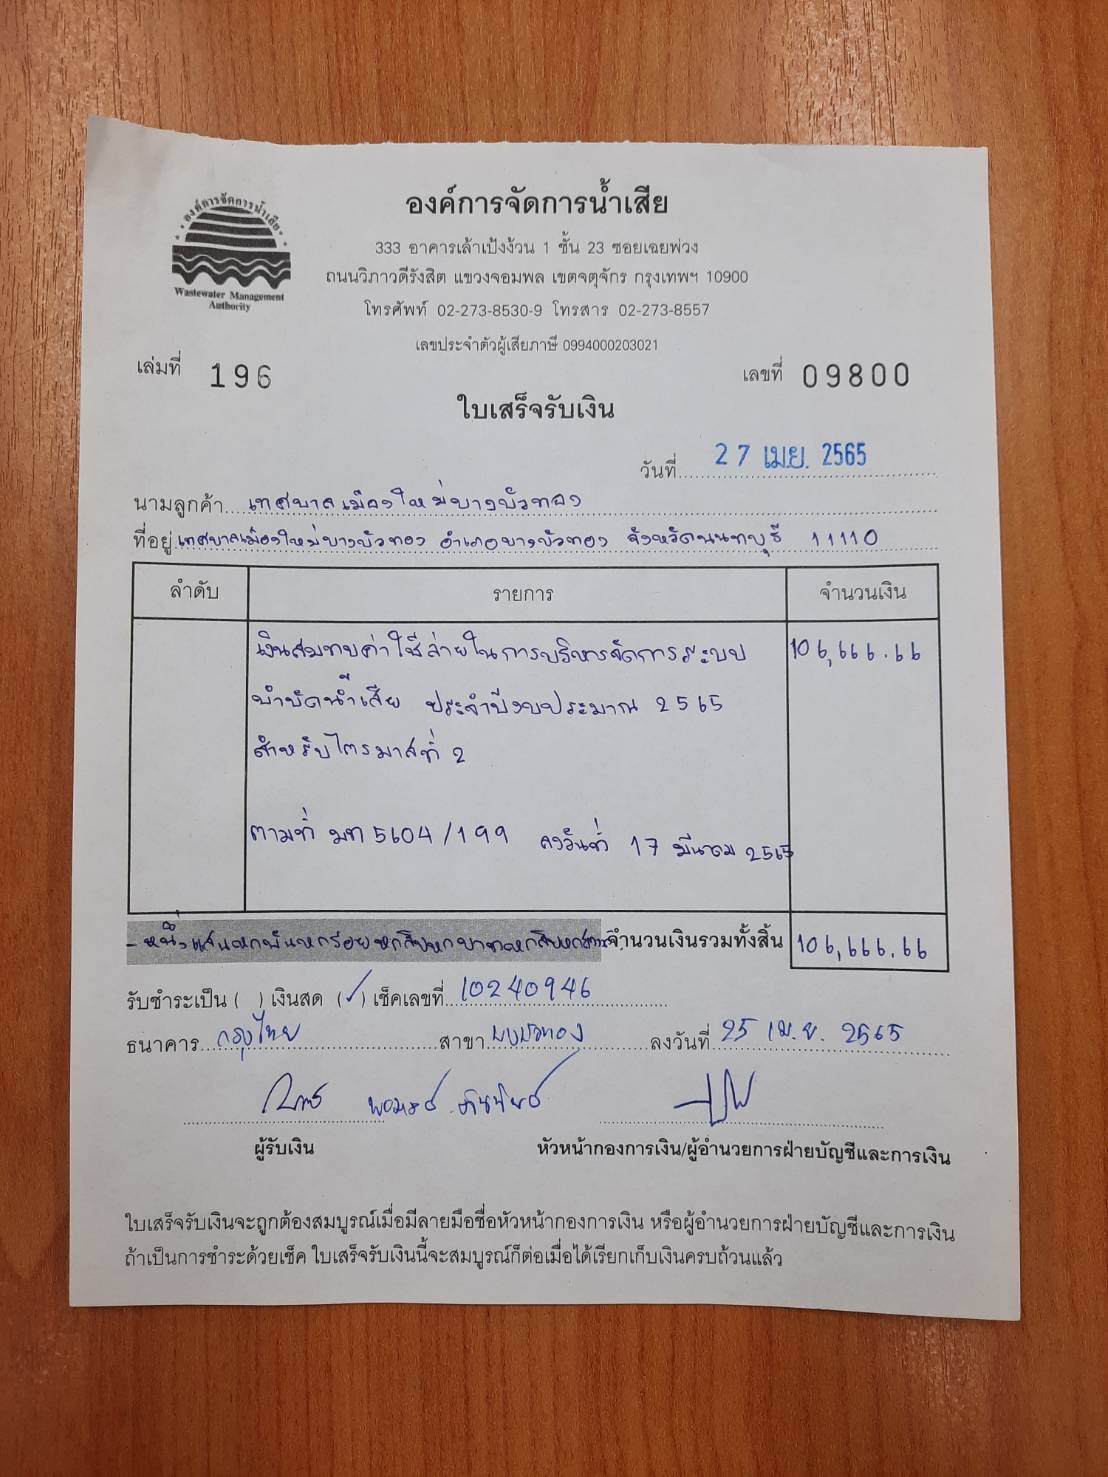 องค์การจัดการน้ำเสีย
Wastewater Management
Authority
องค์การจัดการน้ำเสีย
333 อาคารเล้าเป้งง้วน 1 ชั้น 23 ซอยเฉยพ่วง
ถนนวิภาวดีรังสิต แขวงจอมพล เขตจตุจักร กรุงเทพฯ 10900
โทรศัพท์ 02-273-8530-9 โทรสาร 02-273-8557
เลขประจำตัวผู้เสียภาษี 0994000203021
เล่มที่ 196 เลขที่ 09800
ใบเสร็จรับเงิน
วันที่ 27 เม.ย. 2565
นามลูกค้า เทศบาลเมืองใหม่บางบัวทอง
ที่อยู่ เทศบาลเมืองใหม่บางบัวทอง อำเภอบางบัวทอง จังหวัดนนทบุรี 11110
ลำดับ รายการ จำนวนเงิน
เงินสมทบค่าใช้จ่ายในการบริหารจัดการระบบ 106,666.66
บำบัดน้ำเสีย ประจำปีงบประมาณ 2565
สำหรับไตรมาสที่ 2
ตามที่ มท 5604/199 ลงวันที่ 17 มีนาคม 2565
- หนึ่งแสนหกพันหกร้อยหกสิบหกบาทหกสิบหกสตางค์ จำนวนเงินรวมทั้งสิ้น 106,666.66
รับชำระเป็น ( ) เงินสด (✓) เช็คเลขที่ 10240946
ธนาคาร กรุงไทย สาขา บางบัวทอง ลงวันที่ 25 เม.ย. 2565
ผู้รับเงิน หัวหน้ากองการเงิน/ผู้อำนวยการฝ่ายบัญชีและการเงิน
ใบเสร็จรับเงินจะถูกต้องสมบูรณ์เมื่อมีลายมือชื่อหัวหน้ากองการเงิน หรือผู้อำนวยการฝ่ายบัญชีและการเงิน
ถ้าเป็นการชำระด้วยเช็ค ใบเสร็จรับเงินนี้จะสมบูรณ์ก็ต่อเมื่อได้เรียกเก็บเงินครบถ้วนแล้ว